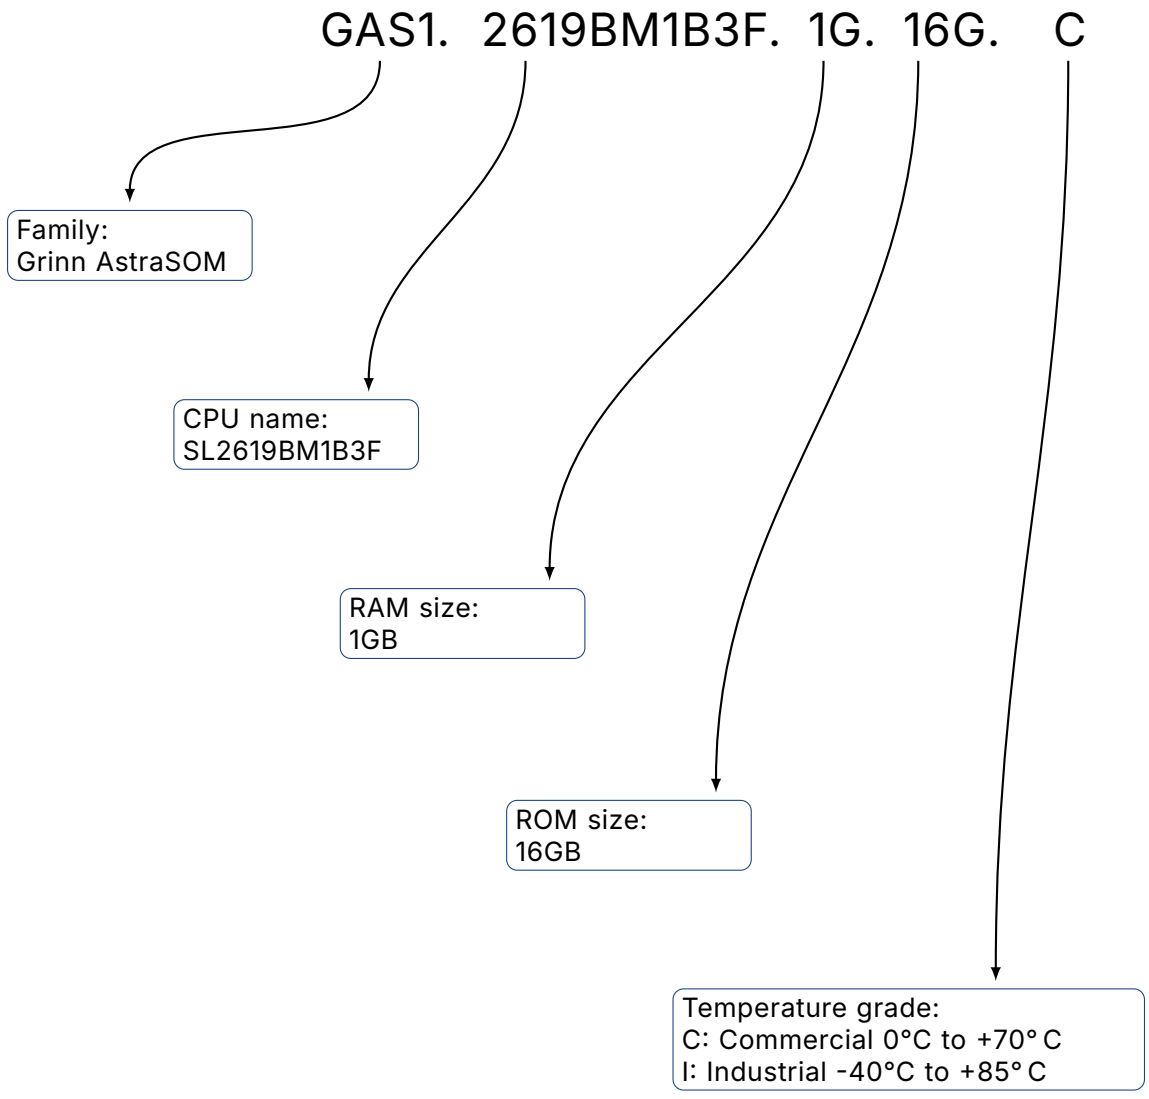 GAS1. 2619BM1B3F. 1G. 16G. C
Family:
Grinn AstraSOM
CPU name:
SL2619BM1B3F
RAM size:
1GB
ROM size:
16GB
Temperature grade:
C: Commercial 0°C to +70° C
I: Industrial -40°C to +85° C